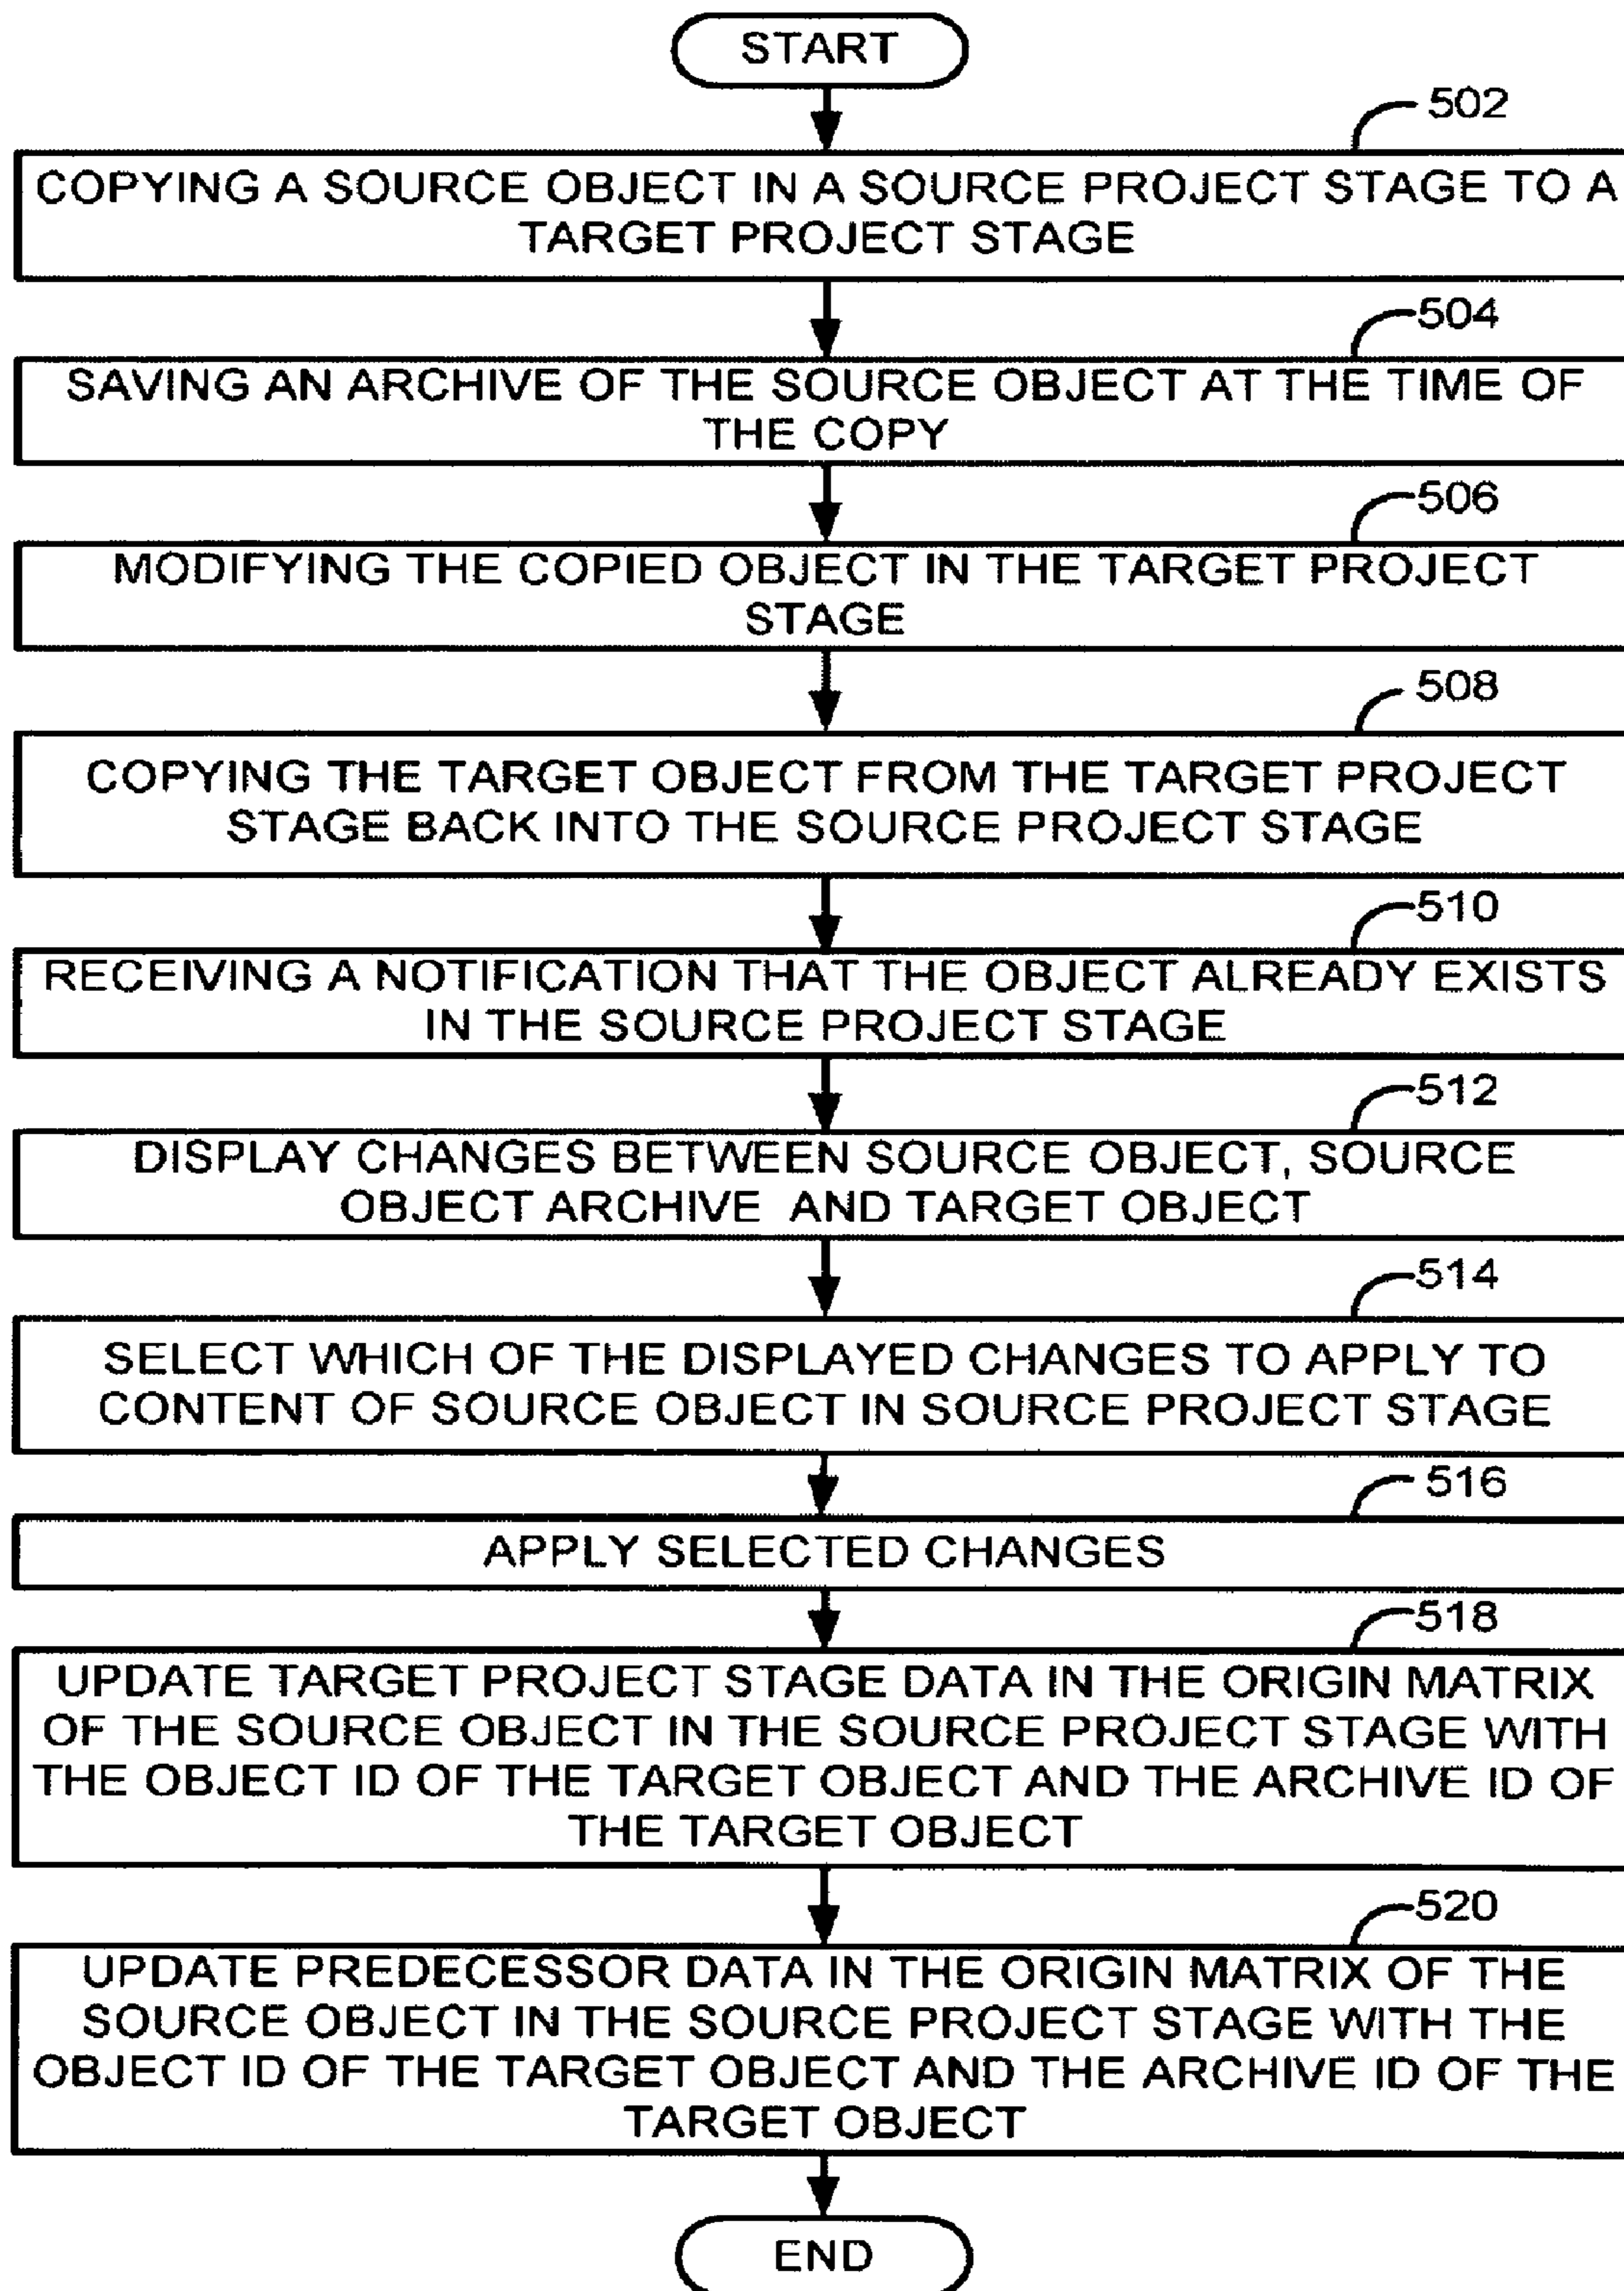 START
502
COPYING A SOURCE OBJECT IN A SOURCE PROJECT STAGE TO A
TARGET PROJECT STAGE
504
SAVING AN ARCHIVE OF THE SOURCE OBJECT AT THE TIME OF
THE COPY
506
MODIFYING THE COPIED OBJECT IN THE TARGET PROJECT
STAGE
508
COPYING THE TARGET OBJECT FROM THE TARGET PROJECT
STAGE BACK INTO THE SOURCE PROJECT STAGE
510
RECEIVING A NOTIFICATION THAT THE OBJECT ALREADY EXISTS
IN THE SOURCE PROJECT STAGE
512
DISPLAY CHANGES BETWEEN SOURCE OBJECT, SOURCE
OBJECT ARCHIVE AND TARGET OBJECT
514
SELECT WHICH OF THE DISPLAYED CHANGES TO APPLY TO
CONTENT OF SOURCE OBJECT IN SOURCE PROJECT STAGE
516
APPLY SELECTED CHANGES
518
UPDATE TARGET PROJECT STAGE DATA IN THE ORIGIN MATRIX
OF THE SOURCE OBJECT IN THE SOURCE PROJECT STAGE WITH
THE OBJECT ID OF THE TARGET OBJECT AND THE ARCHIVE ID OF
THE TARGET OBJECT
520
UPDATE PREDECESSOR DATA IN THE ORIGIN MATRIX OF THE
SOURCE OBJECT IN THE SOURCE PROJECT STAGE WITH THE
OBJECT ID OF THE TARGET OBJECT AND THE ARCHIVE ID OF THE
TARGET OBJECT
END